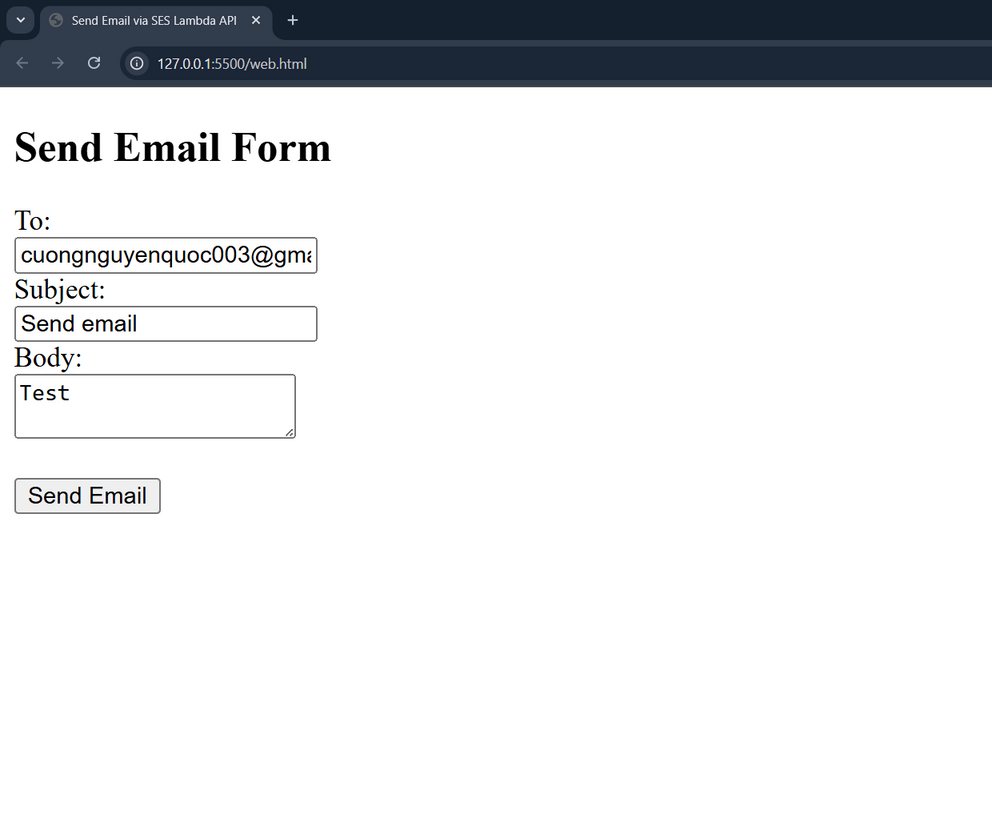 Send Email via SES Lambda API
127.0.0.1:5500/web.html
Send Email Form
To:
cuongnguyenquoc003@gma
Subject:
Send email
Body:
Test
Send Email